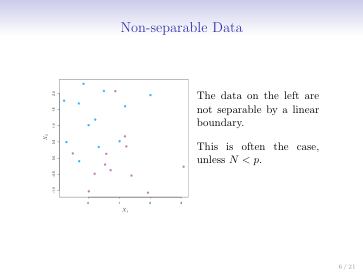 Non-separable Data
The data on the left are
not separable by a linear
boundary.
This is often the case,
unless N < p.
X₂
X₁
6 / 21